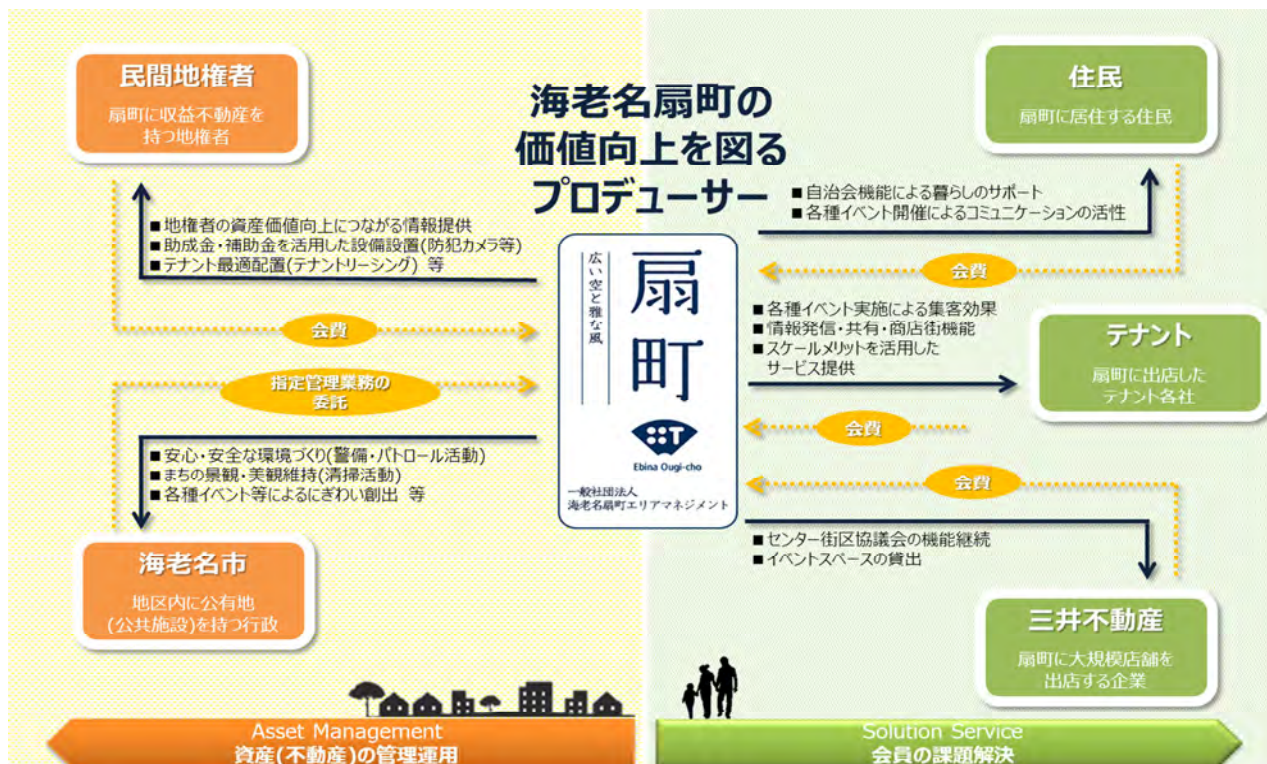 民間地権者
扇町に収益不動産を
持つ地権者
海老名扇町の
価値向上を図る
プロデューサー
住民
扇町に居住する住民
■地権者の資産価値向上につながる情報提供
■助成金・補助金を活用した設備設置(防犯カメラ等)
■テナント最適配置(テナントリーシング) 等
会費
指定管理業務の
委託
■安心・安全な環境づくり(警備・パトロール活動)
■まちの景観・美観維持(清掃活動)
■各種イベント等によるにぎわい創出 等
海老名市
地区内に公有地
(公共施設)を持つ行政
扇町
広い空と雅な風
Ebina Ougi-cho
一般社団法人
海老名扇町エリアマネジメント
■自治会機能による暮らしのサポート
■各種イベント開催によるコミュニケーションの活性
会費
■各種イベント実施による集客効果
■情報発信・共有・商店街機能
■スケールメリットを活用した
サービス提供
テナント
扇町に出店した
テナント各社
会費
会費
■センター街区協議会の機能継続
■イベントスペースの貸出
三井不動産
扇町に大規模店舗を
出店する企業
Asset Management
資産(不動産)の管理運用
Solution Service
会員の課題解決